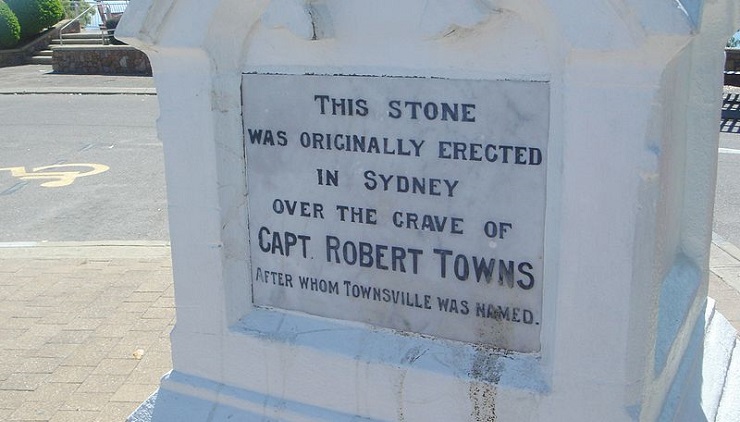 THIS STONE
WAS ORIGINALLY ERECTED
IN SYDNEY
OVER THE GRAVE OF
CAPT. ROBERT TOWNS
AFTER WHOM TOWNSVILLE WAS NAMED.